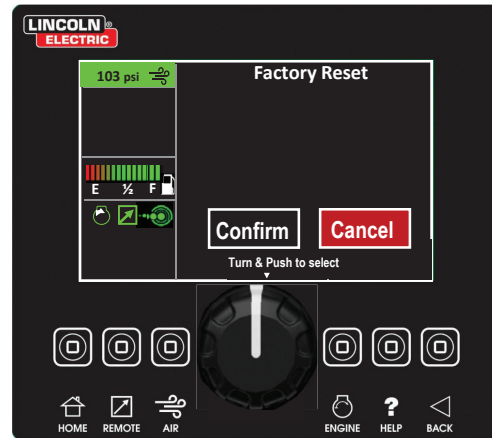 LINCOLN®
ELECTRIC
103 psi
Factory Reset
E ½ F
Confirm Cancel
Turn & Push to select
HOME REMOTE AIR ENGINE HELP BACK